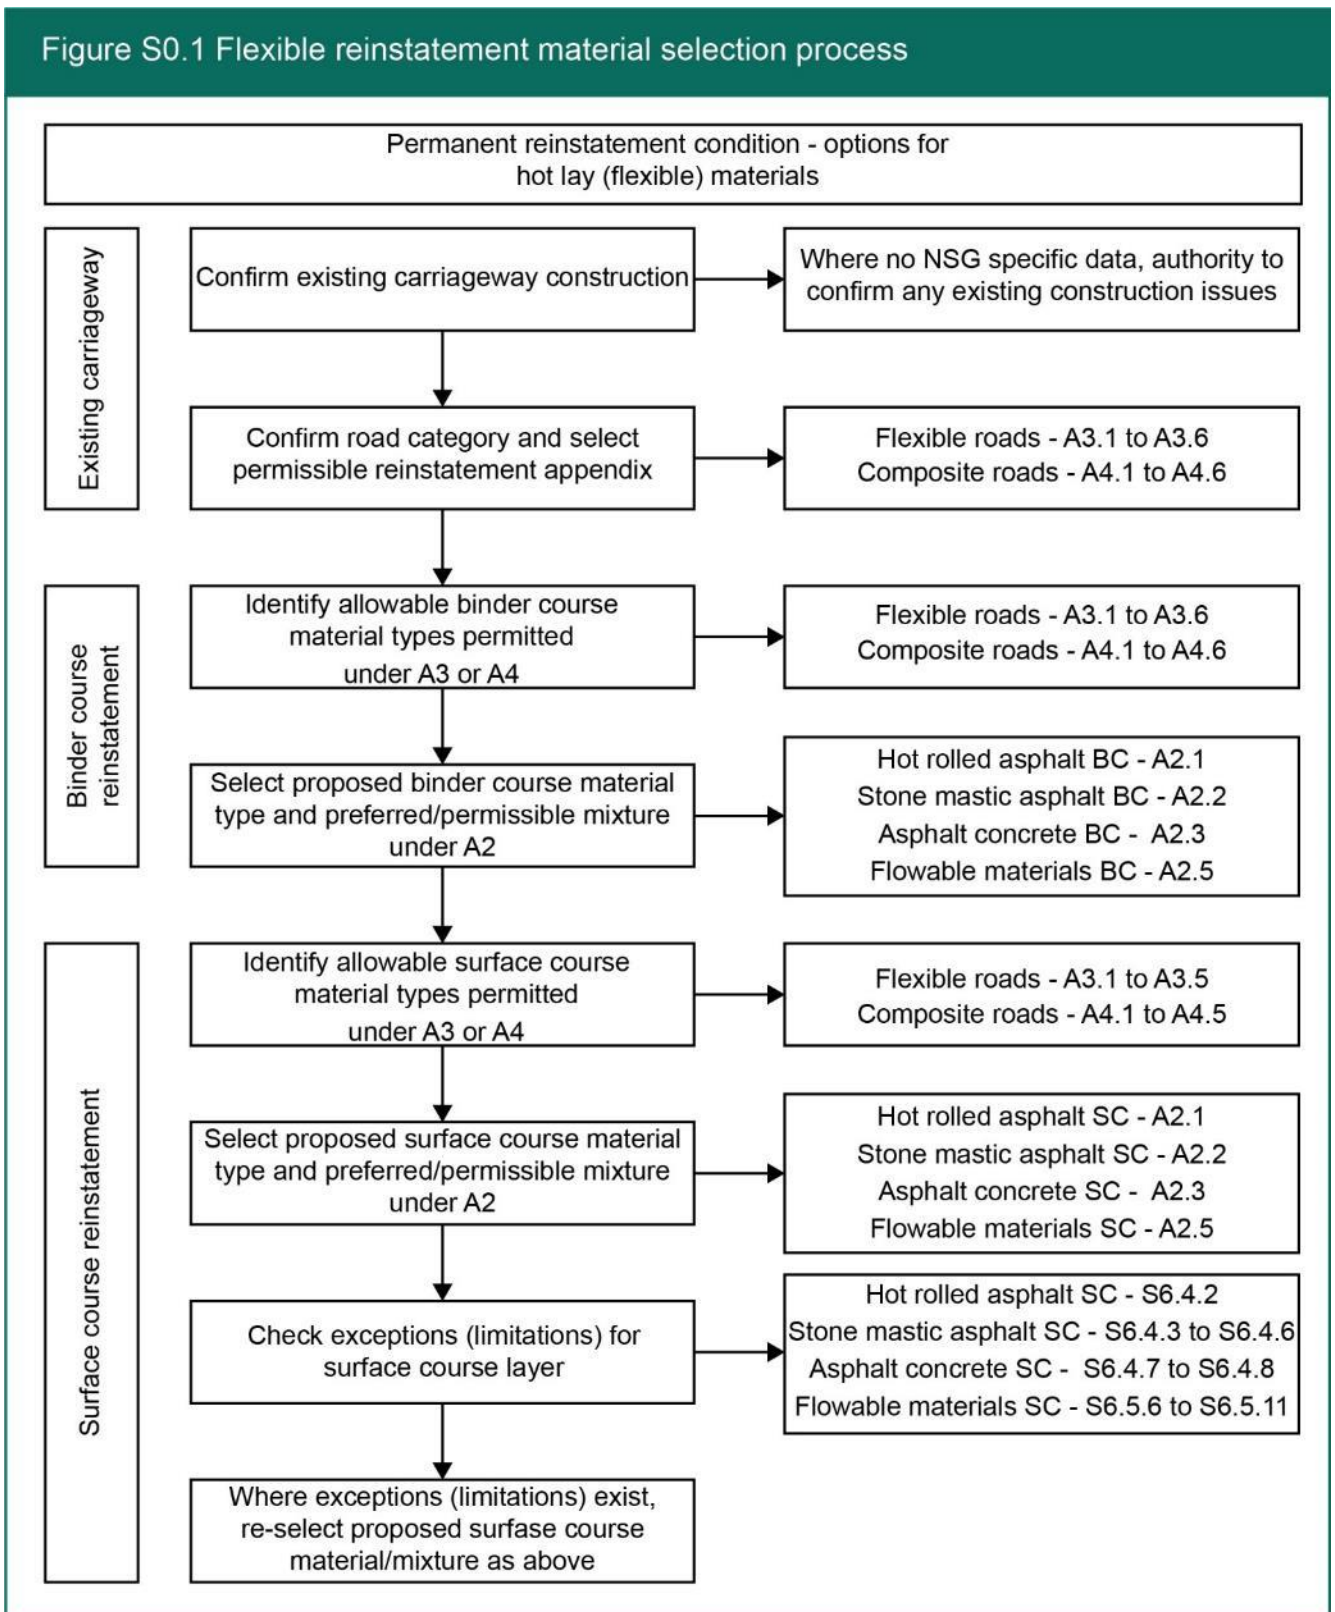 Figure S0.1 Flexible reinstatement material selection process
Permanent reinstatement condition - options for
hot lay (flexible) materials
Existing carriageway
Confirm existing carriageway construction
Where no NSG specific data, authority to
confirm any existing construction issues
Confirm road category and select
permissible reinstatement appendix
Flexible roads - A3.1 to A3.6
Composite roads - A4.1 to A4.6
Binder course
reinstatement
Identify allowable binder course
material types permitted
under A3 or A4
Flexible roads - A3.1 to A3.6
Composite roads - A4.1 to A4.6
Select proposed binder course material
type and preferred/permissible mixture
under A2
Hot rolled asphalt BC - A2.1
Stone mastic asphalt BC - A2.2
Asphalt concrete BC - A2.3
Flowable materials BC - A2.5
Surface course reinstatement
Identify allowable surface course
material types permitted
under A3 or A4
Flexible roads - A3.1 to A3.5
Composite roads - A4.1 to A4.5
Select proposed surface course material
type and preferred/permissible mixture
under A2
Hot rolled asphalt SC - A2.1
Stone mastic asphalt SC - A2.2
Asphalt concrete SC - A2.3
Flowable materials SC - A2.5
Check exceptions (limitations) for
surface course layer
Hot rolled asphalt SC - S6.4.2
Stone mastic asphalt SC - S6.4.3 to S6.4.6
Asphalt concrete SC - S6.4.7 to S6.4.8
Flowable materials SC - S6.5.6 to S6.5.11
Where exceptions (limitations) exist,
re-select proposed surfase course
material/mixture as above